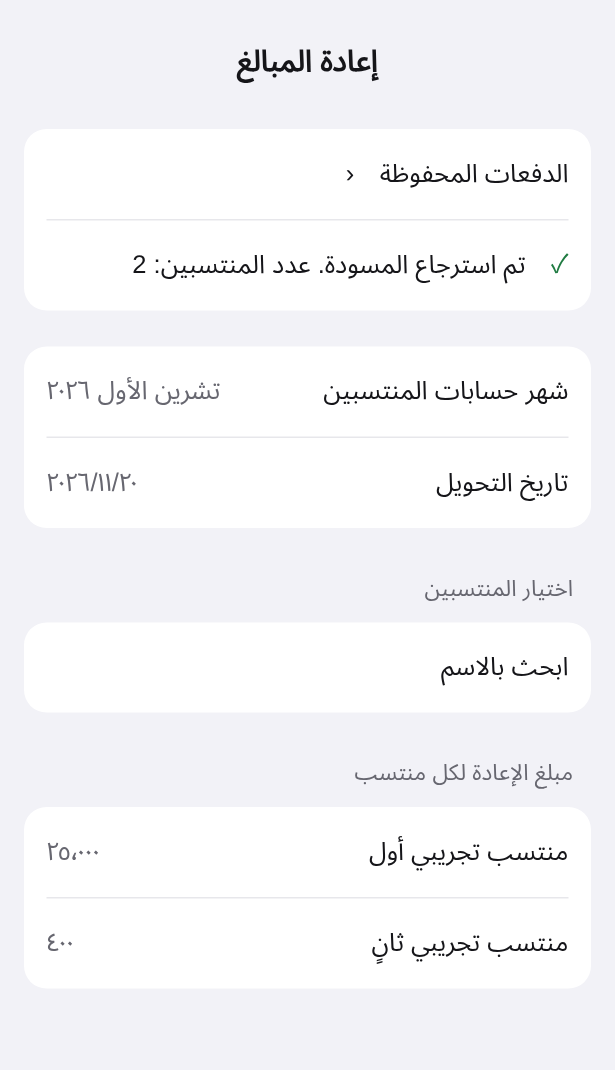 إعادة المبالغ
الدفعات المحفوظة ‹
✓ تم استرجاع المسودة. عدد المنتسبين: 2
شهر حسابات المنتسبين تشرين الأول ٢٠٢٦
تاريخ التحويل ٢٠٢٦/١١/٢٠
اختيار المنتسبين
ابحث بالاسم
مبلغ الإعادة لكل منتسب
منتسب تجريبي أول ٢٥،٠٠٠
منتسب تجريبي ثانٍ ٤٠٠